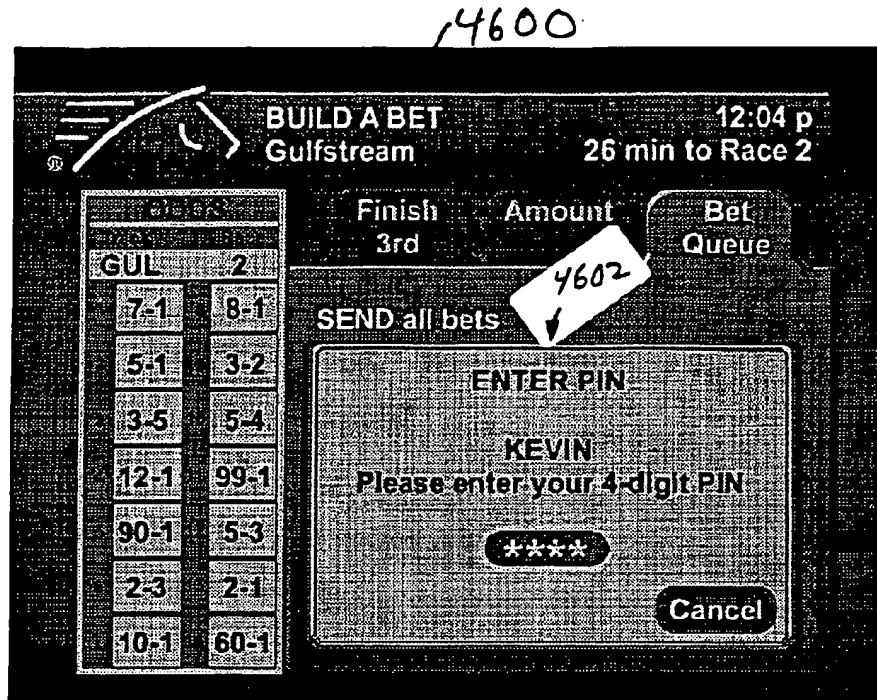 4600
BUILD A BET
12:04 p
Gulfstream
26 min to Race 2
ODDS
Finish
3rd
Amount
Bet
Queue
GUL 2
7-1 8-1
5-1 3-2
3-5 5-4
12-1 99-1
90-1 5-3
2-3 2-1
10-1 60-1
SEND all bets
4602
ENTER PIN
KEVIN
Please enter your 4-digit PIN
****
Cancel
®